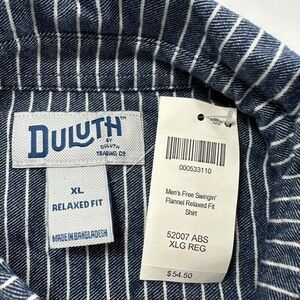 DULUTH™
BY
DULUTH
TRADING CO
XL
RELAXED FIT
MADE IN BANGLADESH
000533110
Men's Free Swingin'
Flannel Relaxed Fit
Shirt
52007 ABS
XLG REG
$54.50